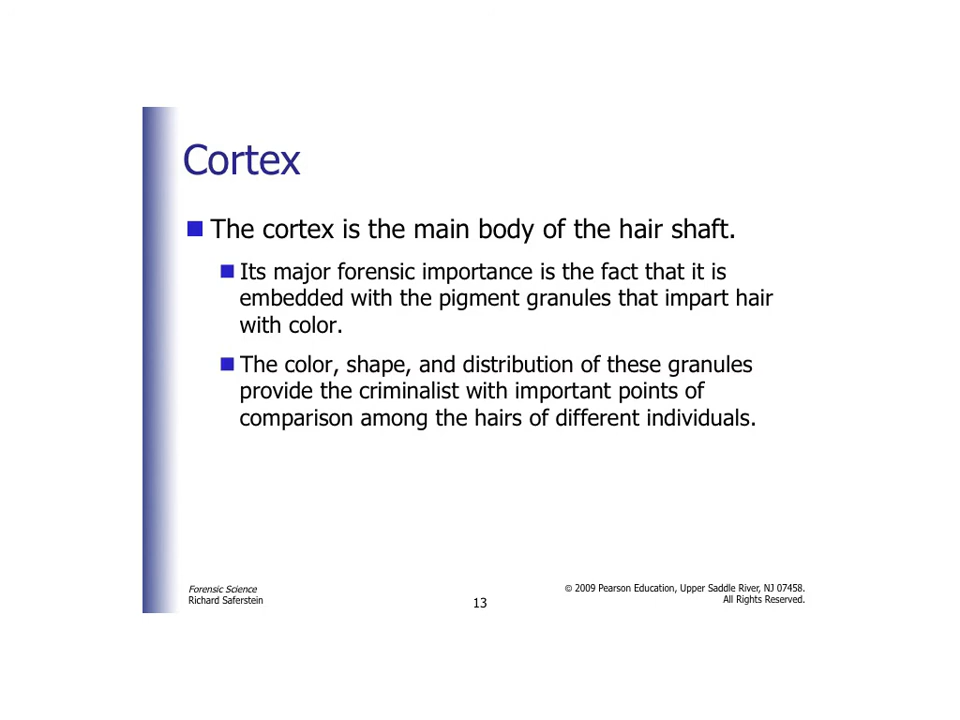 Cortex
The cortex is the main body of the hair shaft.
Its major forensic importance is the fact that it is
embedded with the pigment granules that impart hair
with color.
The color, shape, and distribution of these granules
provide the criminalist with important points of
comparison among the hairs of different individuals.
Forensic Science
Richard Saferstein
13
© 2009 Pearson Education, Upper Saddle River, NJ 07458.
All Rights Reserved.